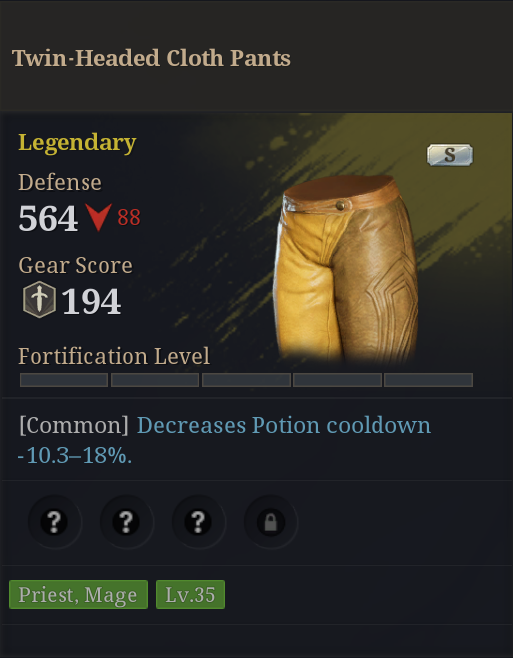 Twin-Headed Cloth Pants
Legendary
S
Defense
564 88
Gear Score
194
Fortification Level
[Common] Decreases Potion cooldown
-10.3–18%.
? ? ?
Priest, Mage Lv.35